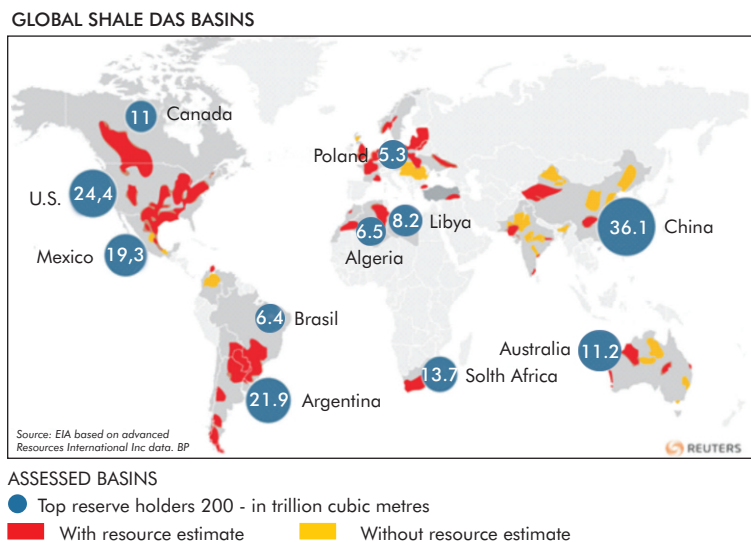 GLOBAL SHALE DAS BASINS
11
Canada
U.S.
24,4
Mexico
19,3
Poland
5.3
8.2
Libya
6.5
Algeria
36.1
China
6.4
Brasil
Australia
11.2
13.7
Solth Africa
21.9
Argentina
Source: EIA based on advanced
Resources International Inc data. BP
REUTERS
ASSESSED BASINS
Top reserve holders 200 - in trillion cubic metres
With resource estimate
Without resource estimate